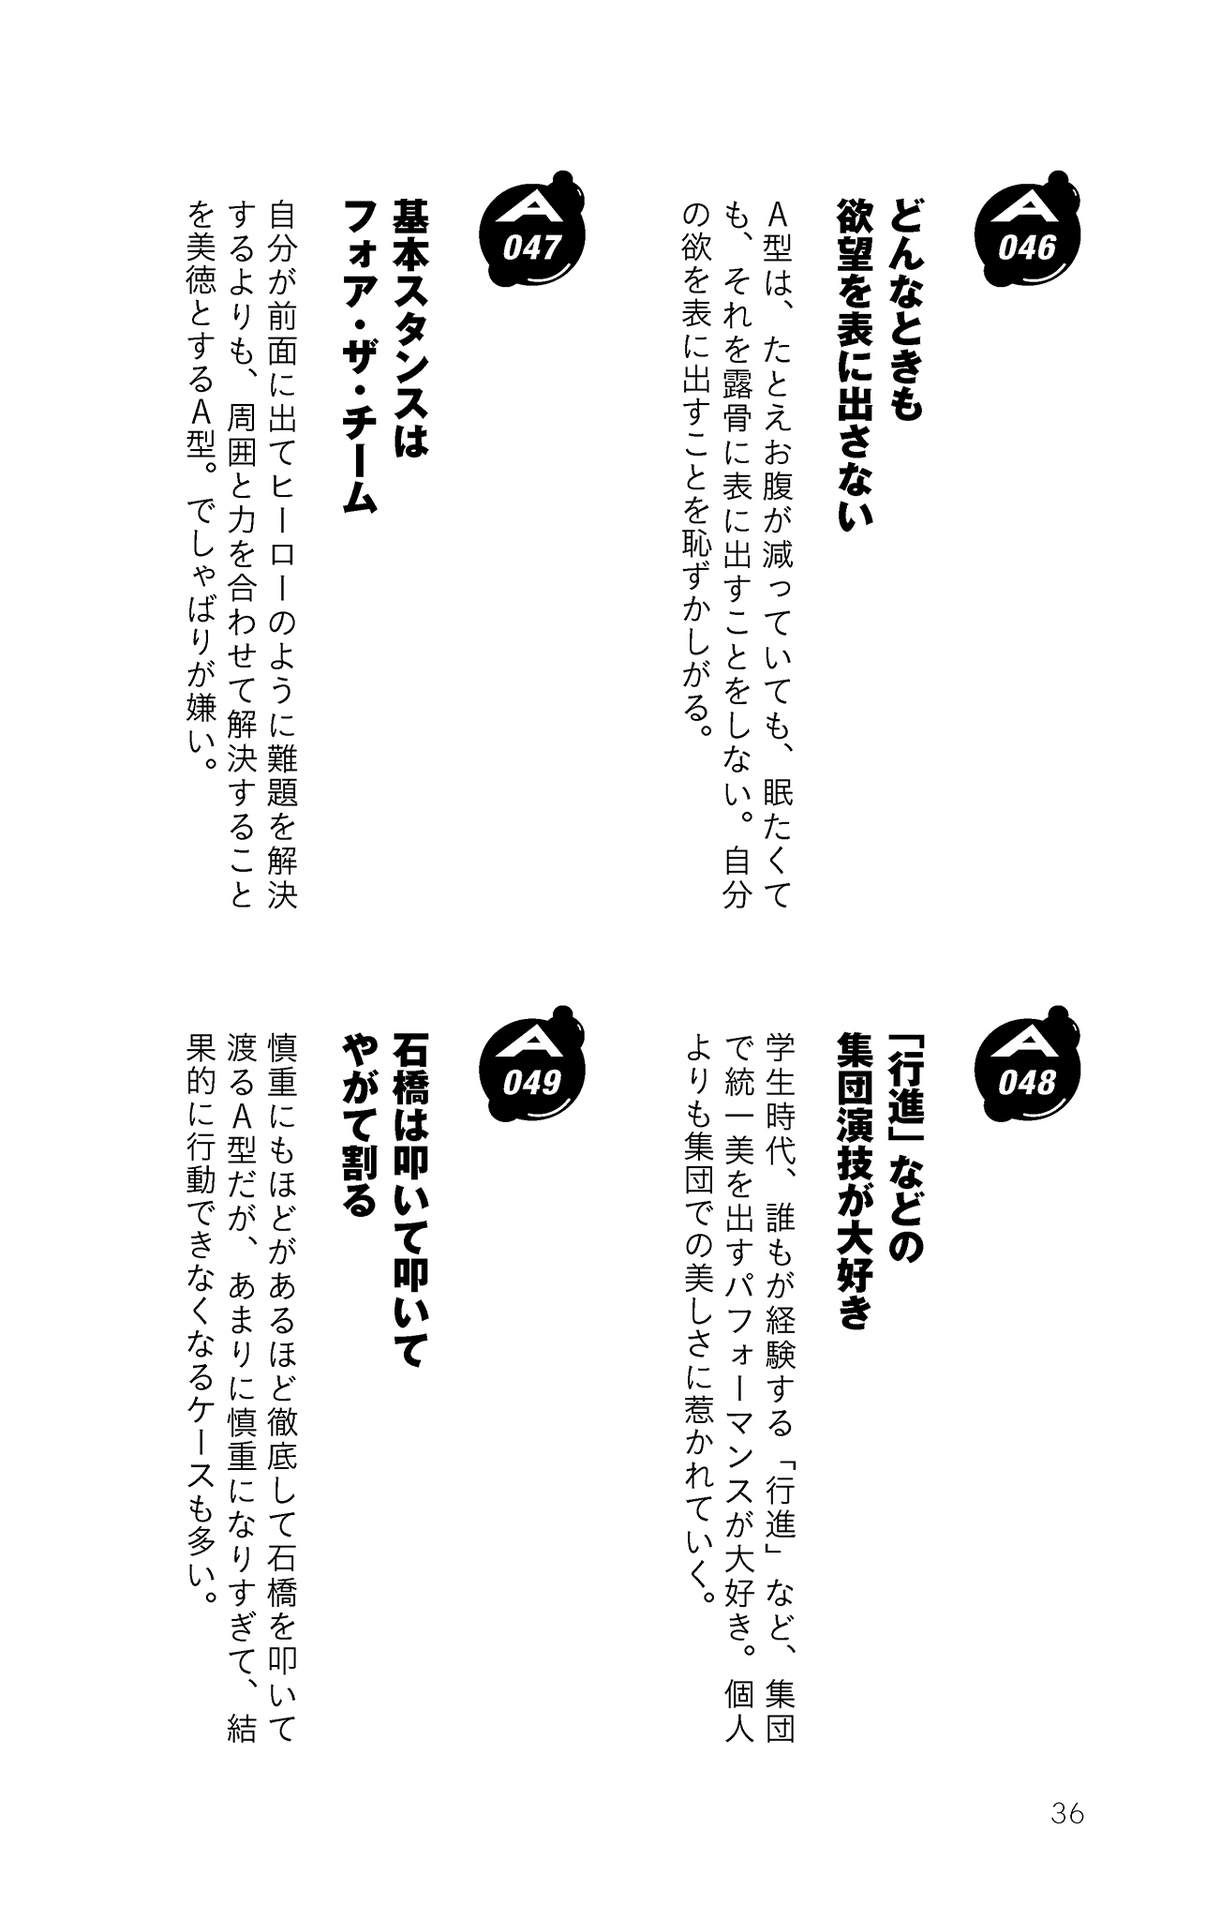 A
046
どんなときも
欲望を表に出さない
A型は、たとえお腹が減っていても、眠たくて
も、それを露骨に表に出すことをしない。自分
の欲を表に出すことを恥ずかしがる。
A
047
基本スタンスは
フォア・ザ・チーム
自分が前面に出てヒーローのように難題を解決
するよりも、周囲と力を合わせて解決すること
を美徳とするA型。でしゃばりが嫌い。
A
048
「行進」などの
集団演技が大好き
学生時代、誰もが経験する「行進」など、集団
で統一美を出すパフォーマンスが大好き。個人
よりも集団での美しさに惹かれていく。
A
049
石橋は叩いて叩いて
やがて割る
慎重にもほどがあるほど徹底して石橋を叩いて
渡るA型だが、あまりに慎重になりすぎて、結
果的に行動できなくなるケースも多い。
36